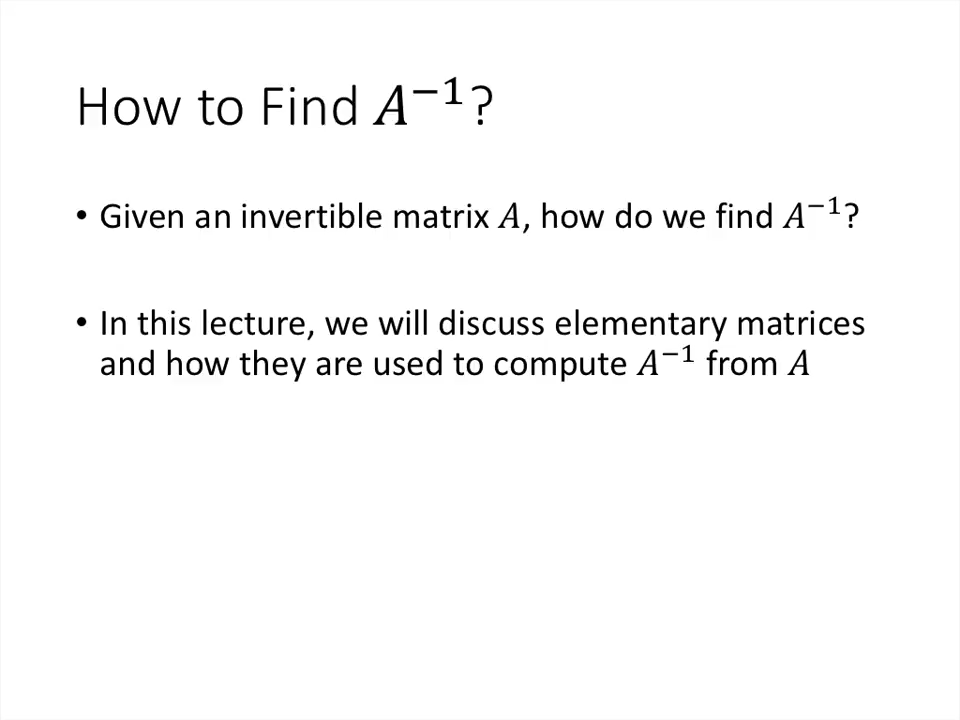 How to Find A⁻¹?
• Given an invertible matrix A, how do we find A⁻¹?
• In this lecture, we will discuss elementary matrices
and how they are used to compute A⁻¹ from A